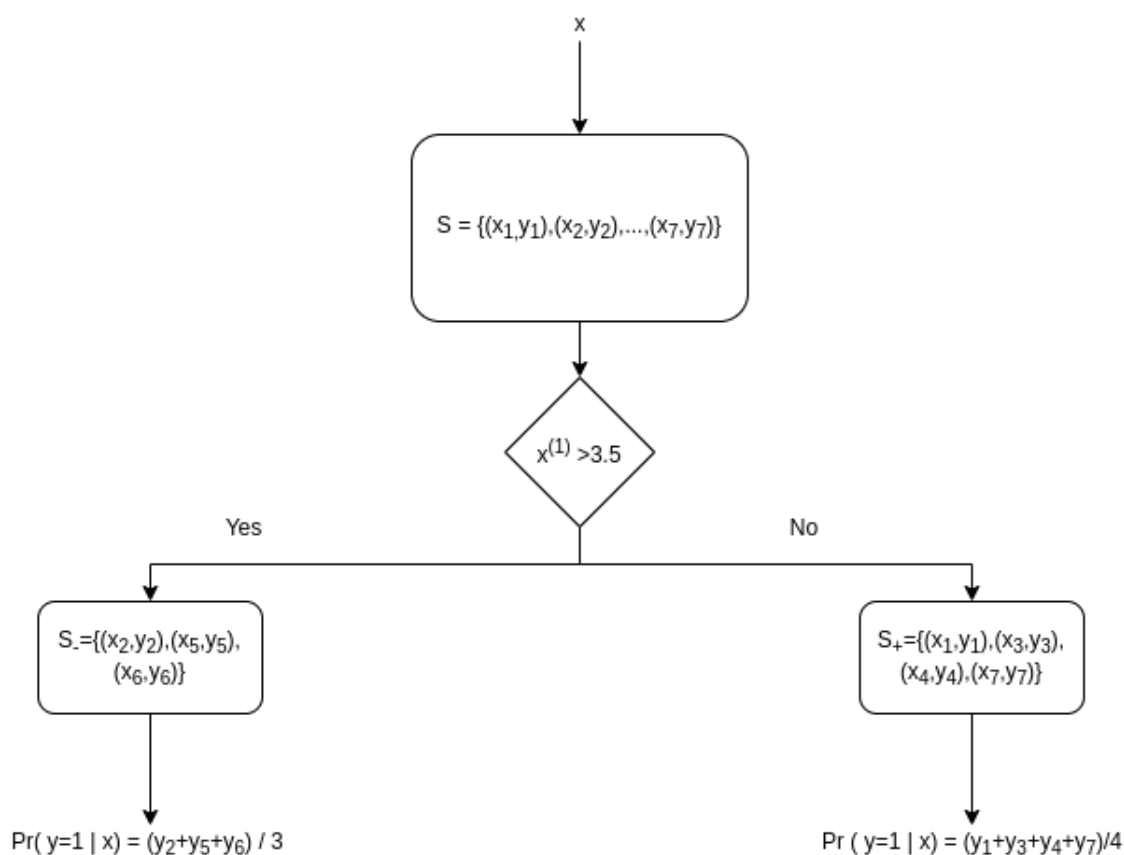 x
S = {(x₁,y₁),(x₂,y₂),...,(x₇,y₇)}
x⁽¹⁾ >3.5
Yes
No
S₋={(x₂,y₂),(x₅,y₅),
(x₆,y₆)}
S₊={(x₁,y₁),(x₃,y₃),
(x₄,y₄),(x₇,y₇)}
Pr( y=1 | x) = (y₂+y₅+y₆) / 3
Pr ( y=1 | x) = (y₁+y₃+y₄+y₇)/4